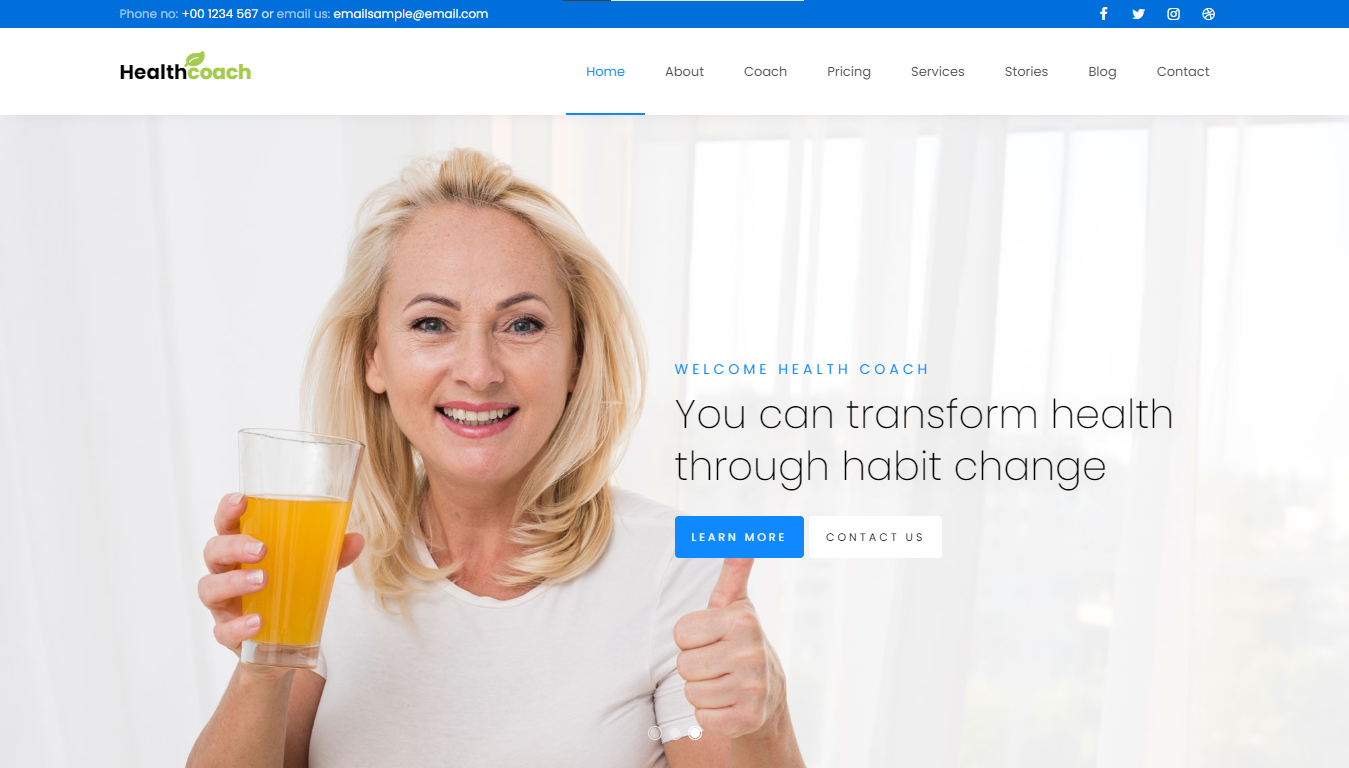 Phone no: +00 1234 567 or email us: emailsample@email.com
Healthcoach
Home About Coach Pricing Services Stories Blog Contact
WELCOME HEALTH COACH
You can transform health
through habit change
LEARN MORE CONTACT US